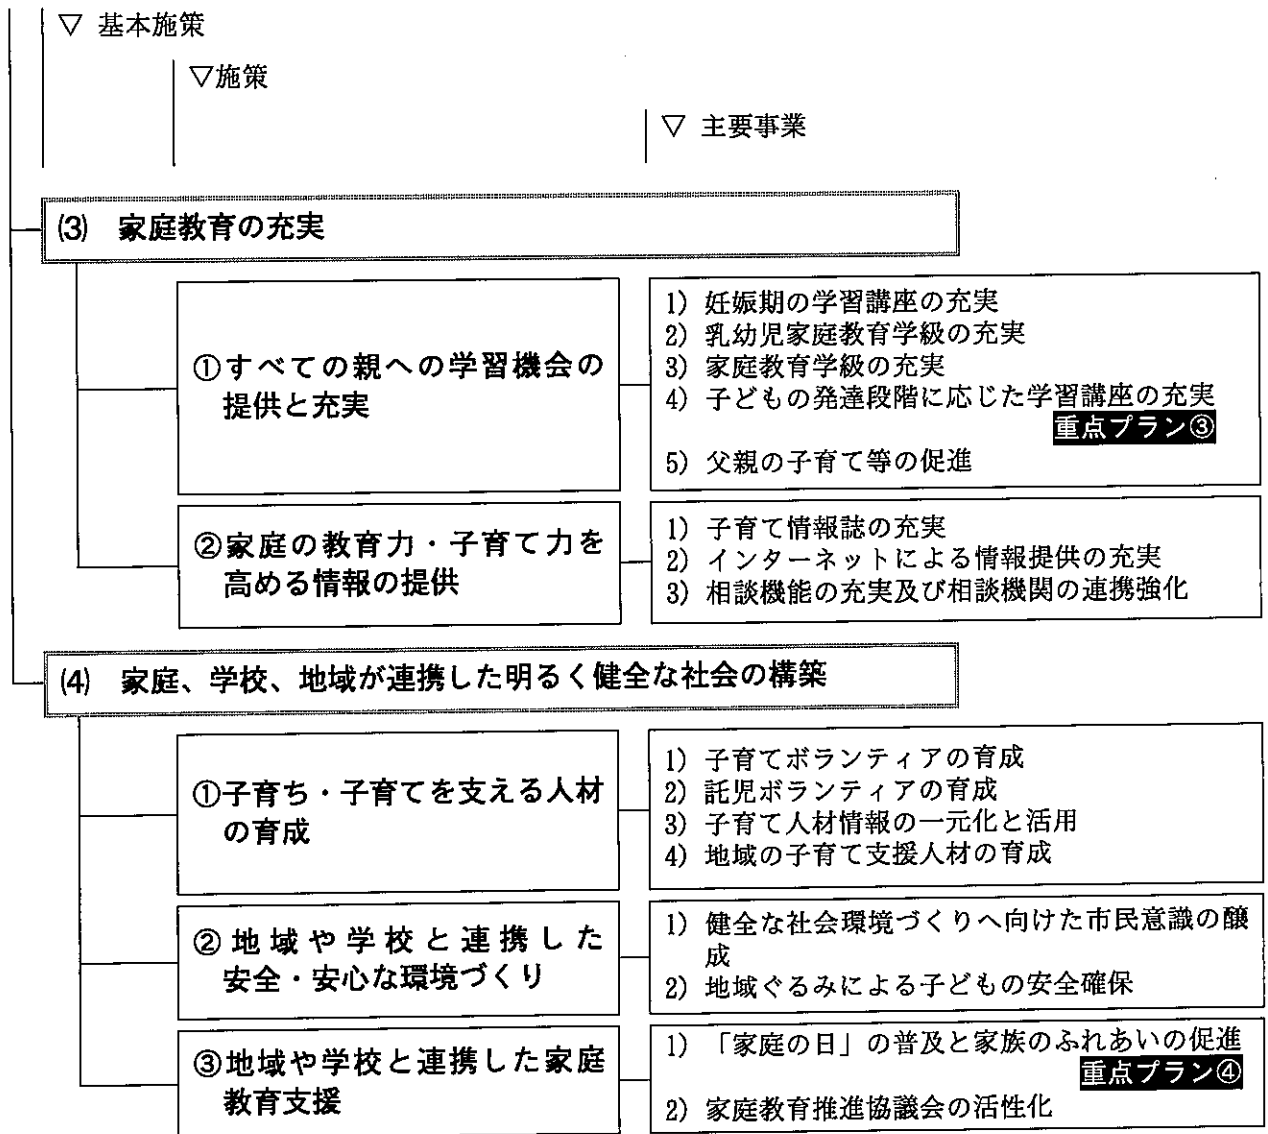 ▽ 基本施策
▽施策
▽ 主要事業
(3) 家庭教育の充実
①すべての親への学習機会の
提供と充実
1) 妊娠期の学習講座の充実
2) 乳幼児家庭教育学級の充実
3) 家庭教育学級の充実
4) 子どもの発達段階に応じた学習講座の充実
重点プラン③
5) 父親の子育て等の促進
②家庭の教育力・子育て力を
高める情報の提供
1) 子育て情報誌の充実
2) インターネットによる情報提供の充実
3) 相談機能の充実及び相談機関の連携強化
(4) 家庭、学校、地域が連携した明るく健全な社会の構築
①子育ち・子育てを支える人材
の育成
1) 子育てボランティアの育成
2) 託児ボランティアの育成
3) 子育て人材情報の一元化と活用
4) 地域の子育て支援人材の育成
②地域や学校と連携した
安全・安心な環境づくり
1) 健全な社会環境づくりへ向けた市民意識の醸
成
2) 地域ぐるみによる子どもの安全確保
③地域や学校と連携した家庭
教育支援
1) 「家庭の日」の普及と家族のふれあいの促進
重点プラン④
2) 家庭教育推進協議会の活性化